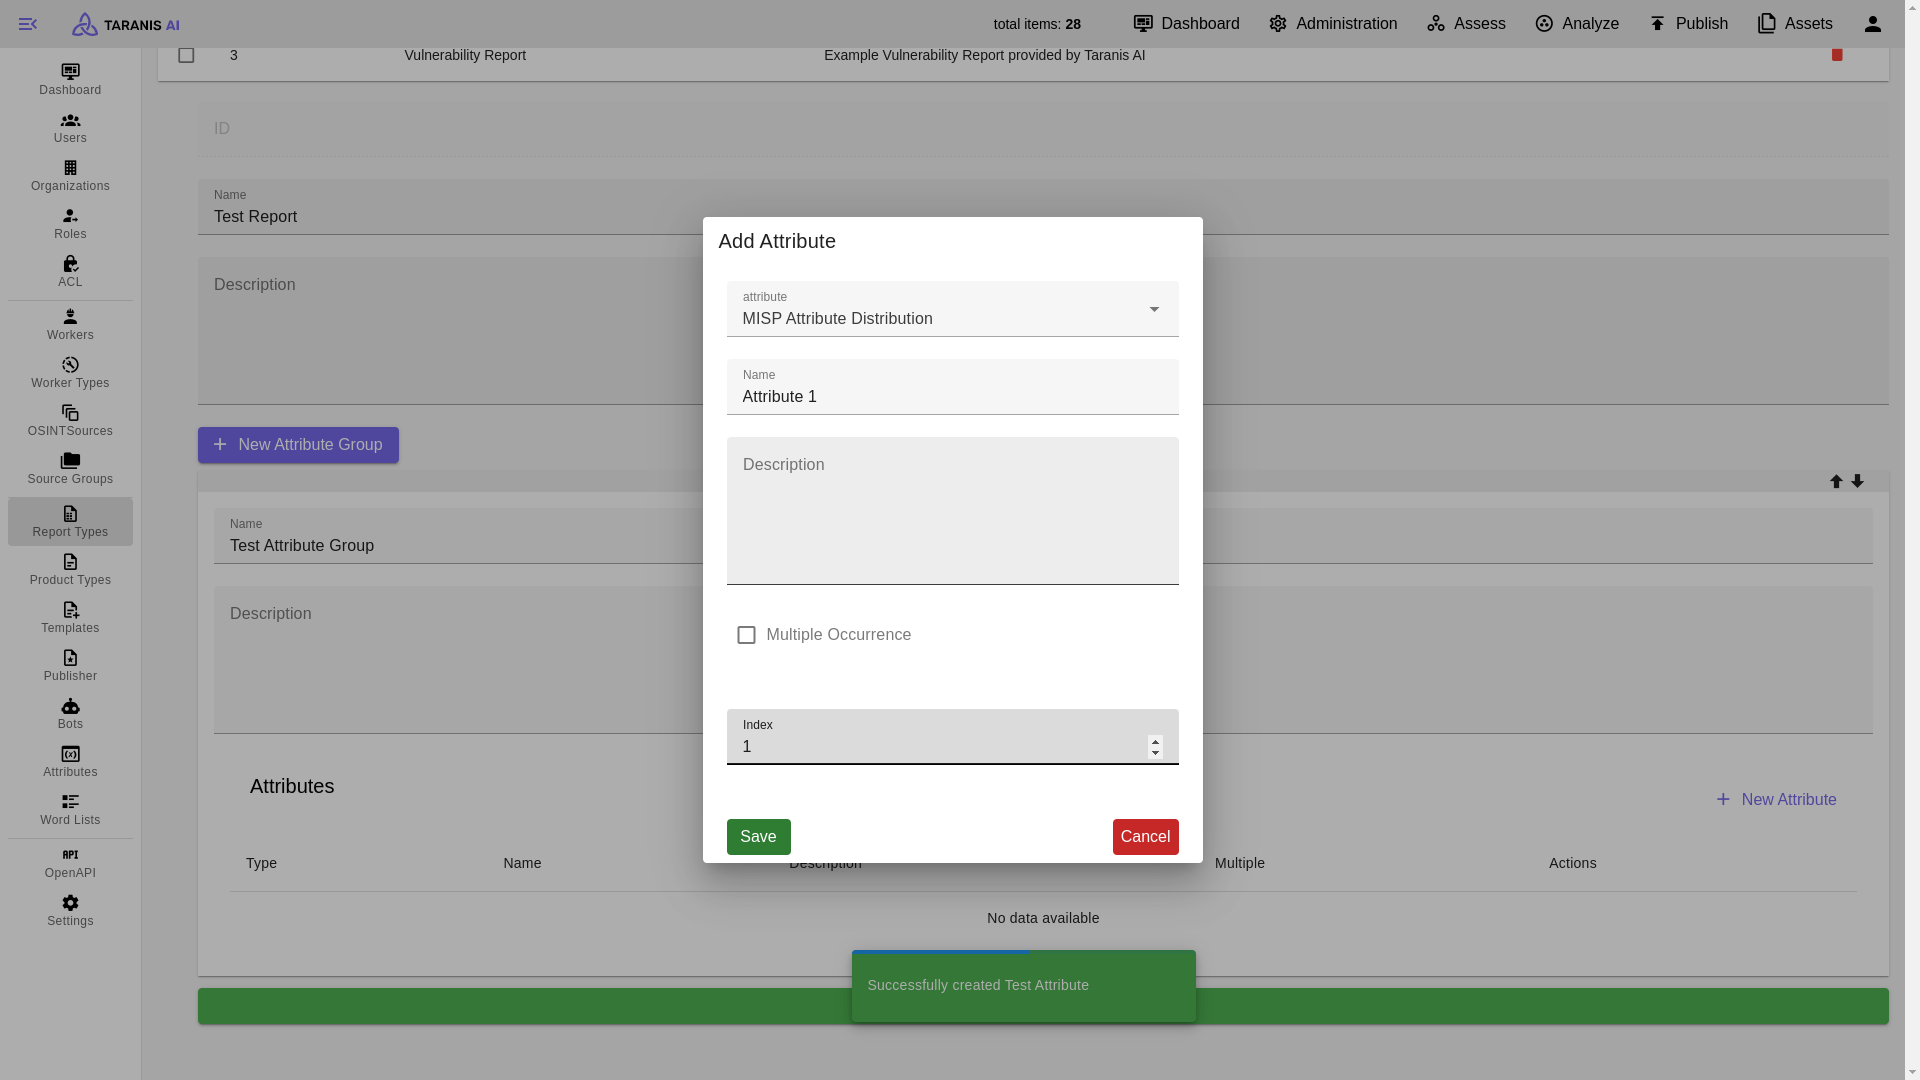 TARANIS AI
total items: 28
Dashboard
Administration
Assess
Analyze
Publish
Assets
Dashboard
Users
Organizations
Roles
ACL
Workers
Worker Types
OSINTSources
Source Groups
Report Types
Product Types
Templates
Publisher
Bots
Attributes
Word Lists
API
OpenAPI
Settings
3 Vulnerability Report Example Vulnerability Report provided by Taranis AI
ID
Name
Test Report
Description
New Attribute Group
Name
Test Attribute Group
Description
Attributes
New Attribute
Type Name Description Multiple Actions
No data available
Add Attribute
attribute
MISP Attribute Distribution
Name
Attribute 1
Description
Multiple Occurrence
Index
1
Save
Cancel
Successfully created Test Attribute